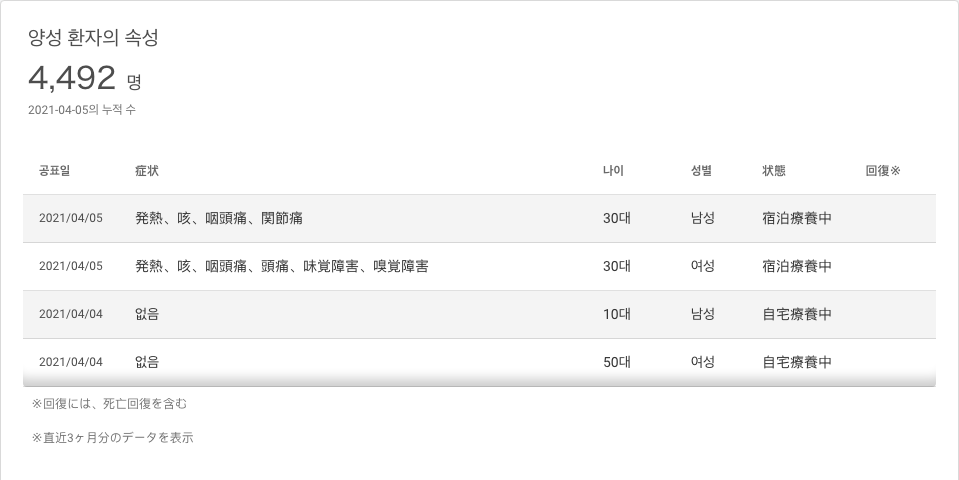 양성 환자의 속성
4,492 명
2021-04-05의 누적 수
공표일 症状 나이 성별 状態 回復※
2021/04/05 発熱、咳、咽頭痛、関節痛 30대 남성 宿泊療養中
2021/04/05 発熱、咳、咽頭痛、頭痛、味覚障害、嗅覚障害 30대 여성 宿泊療養中
2021/04/04 없음 10대 남성 自宅療養中
2021/04/04 없음 50대 여성 自宅療養中
※回復には、死亡回復を含む
※直近3ヶ月分のデータを表示